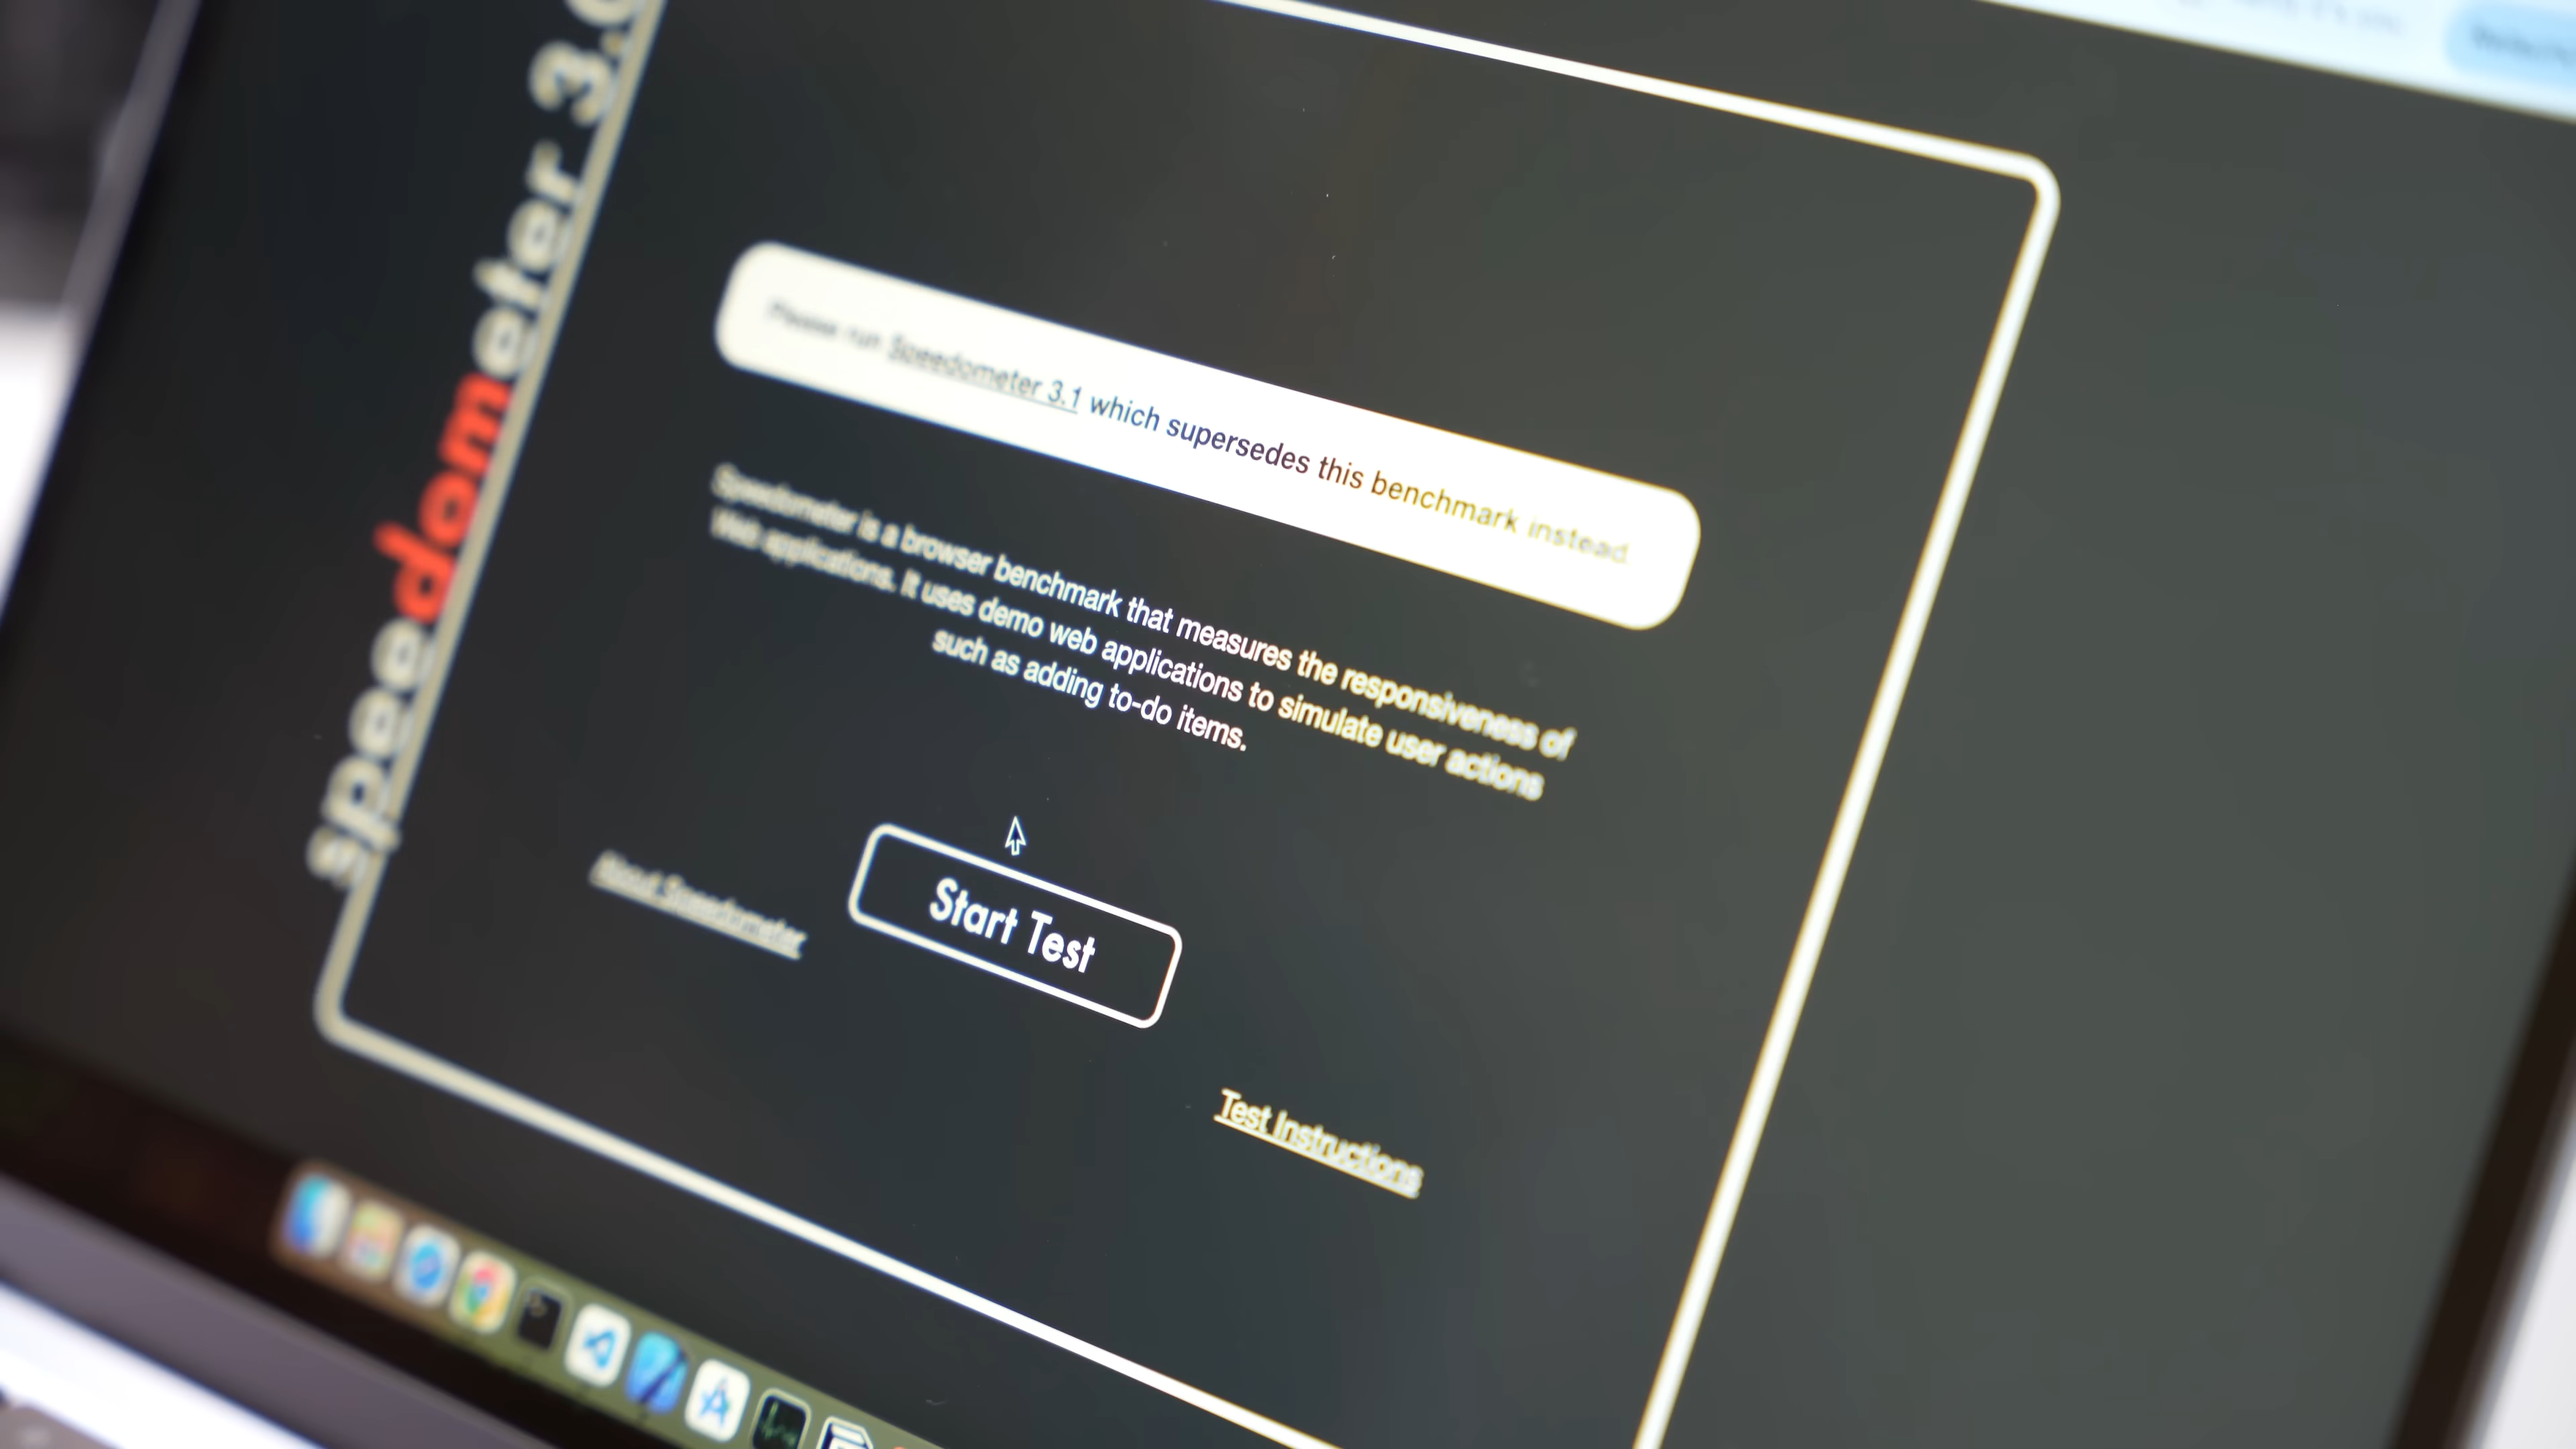 Speedometer 3.0
Please run Speedometer 3.1 which supersedes this benchmark instead.
Speedometer is a browser benchmark that measures the responsiveness of
Web applications. It uses demo web applications to simulate user actions
such as adding to-do items.
Start Test
About Speedometer
Test Instructions